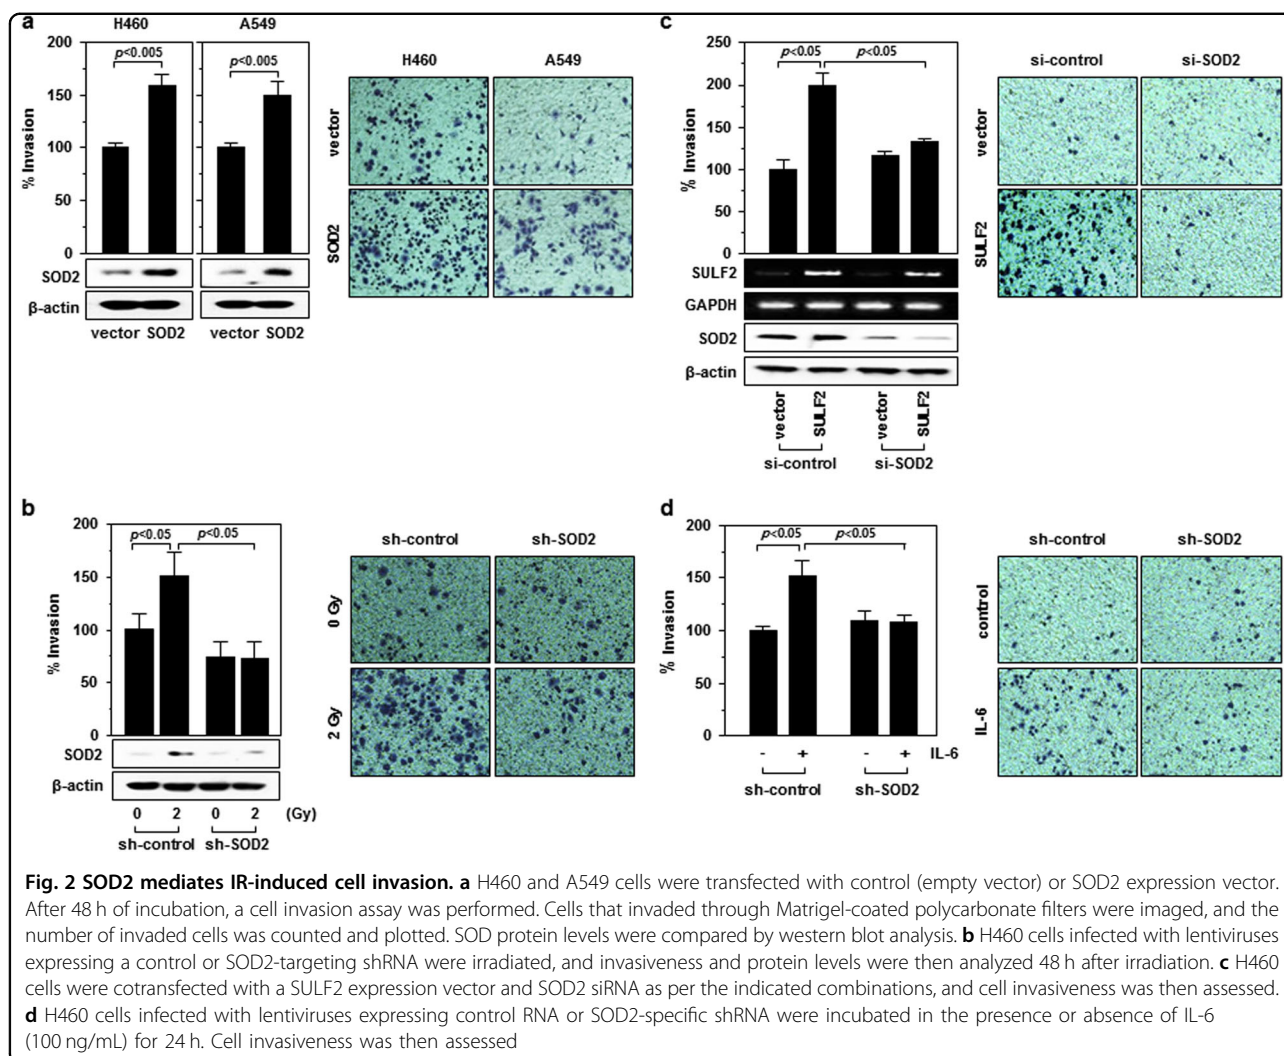 a
H460
A549
200
150
100
50
0
% Invasion
p<0.005
p<0.005
SOD2
β-actin
vector SOD2
vector SOD2
H460
A549
vector
SOD2
c
250
200
150
100
50
0
% Invasion
p<0.05
p<0.05
SULF2
GAPDH
SOD2
β-actin
vector
SULF2
vector
SULF2
si-control
si-SOD2
si-control
si-SOD2
vector
SULF2
b
200
150
100
50
0
% Invasion
p<0.05
p<0.05
SOD2
β-actin
0 2 0 2 (Gy)
sh-control sh-SOD2
sh-control
sh-SOD2
0 Gy
2 Gy
d
200
150
100
50
0
% Invasion
p<0.05
p<0.05
- + - + IL-6
sh-control
sh-SOD2
sh-control
sh-SOD2
control
IL-6
Fig. 2 SOD2 mediates IR-induced cell invasion. a H460 and A549 cells were transfected with control (empty vector) or SOD2 expression vector.
After 48 h of incubation, a cell invasion assay was performed. Cells that invaded through Matrigel-coated polycarbonate filters were imaged, and the
number of invaded cells was counted and plotted. SOD protein levels were compared by western blot analysis. b H460 cells infected with lentiviruses
expressing a control or SOD2-targeting shRNA were irradiated, and invasiveness and protein levels were then analyzed 48 h after irradiation. c H460
cells were cotransfected with a SULF2 expression vector and SOD2 siRNA as per the indicated combinations, and cell invasiveness was then assessed.
d H460 cells infected with lentiviruses expressing control RNA or SOD2-specific shRNA were incubated in the presence or absence of IL-6
(100 ng/mL) for 24 h. Cell invasiveness was then assessed